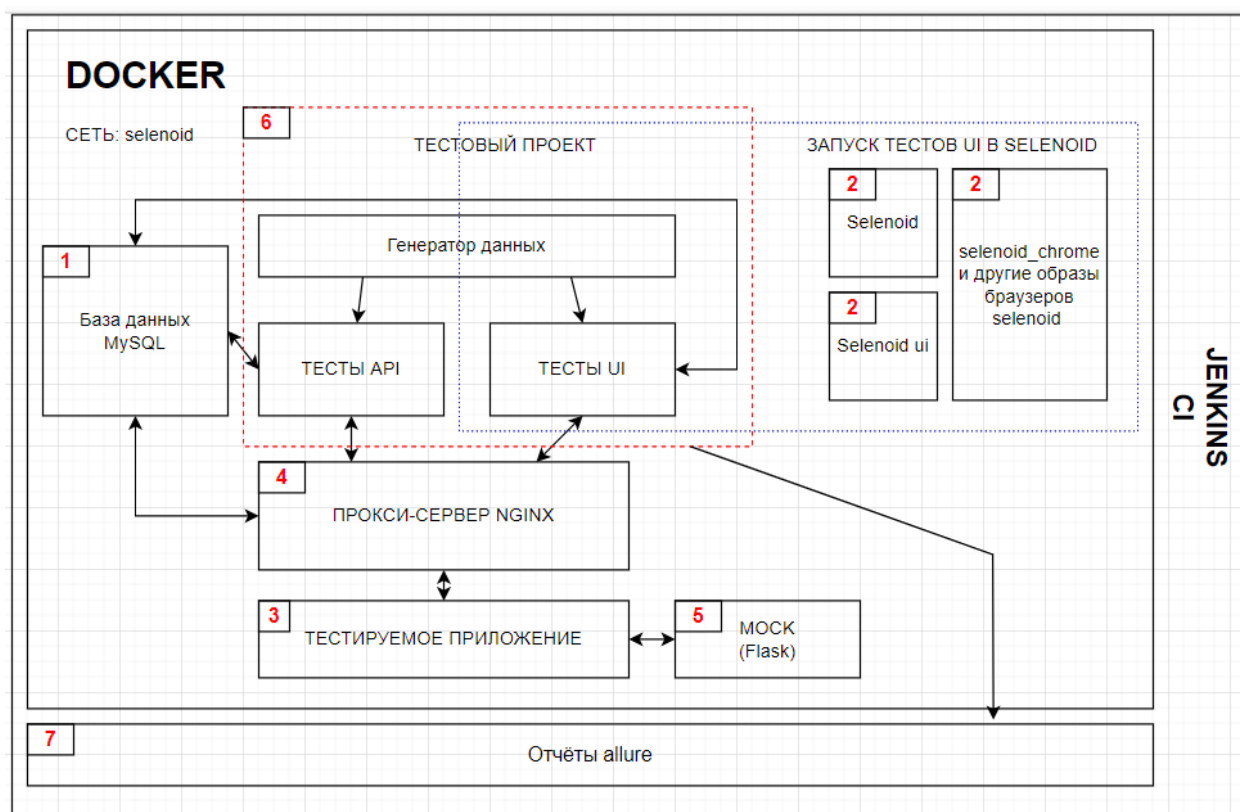 DOCKER
СЕТЬ: selenoid
6
ТЕСТОВЫЙ ПРОЕКТ
ЗАПУСК ТЕСТОВ UI В SELENOID
2
Selenoid
2
selenoid_chrome
и другие образы
браузеров
selenoid
2
Selenoid ui
Генератор данных
1
База данных
MySQL
ТЕСТЫ API
ТЕСТЫ UI
4
ПРОКСИ-СЕРВЕР NGINX
3
ТЕСТИРУЕМОЕ ПРИЛОЖЕНИЕ
5
MOCK
(Flask)
JENKINS
CI
7
Отчёты allure